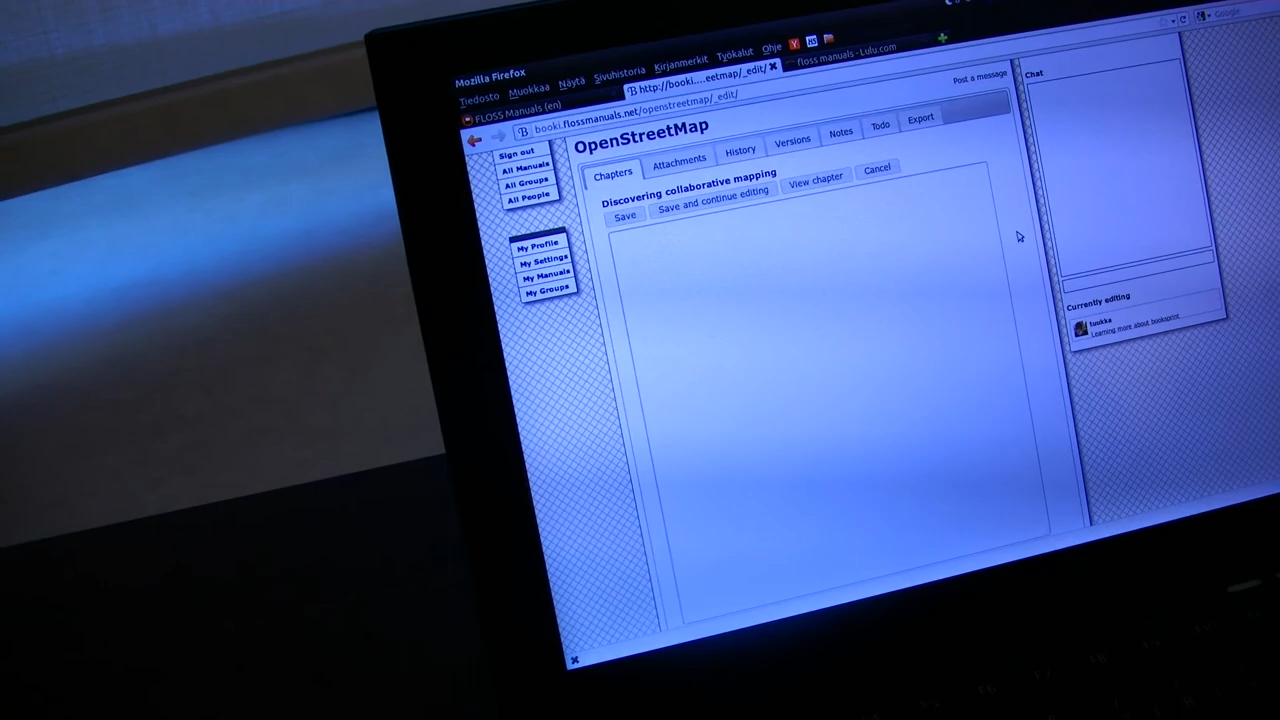 Mozilla Firefox
Tiedosto Muokkaa Näytä Sivuhistoria Kirjanmerkit Työkalut Ohje
FLOSS Manuals (en) http://booki....eetmap/_edit/ floss manuals - Lulu.com
booki.flossmanuals.net/openstreetmap/_edit/ Google
OpenStreetMap
Post a message
Sign out
All Manuals
All Groups
All People
My Profile
My Settings
My Manuals
My Groups
Chapters Attachments History Versions Notes Todo Export
Discovering collaborative mapping
Save Save and continue editing View chapter Cancel
Chat
Currently editing
tuukka
Learning more about booksprint